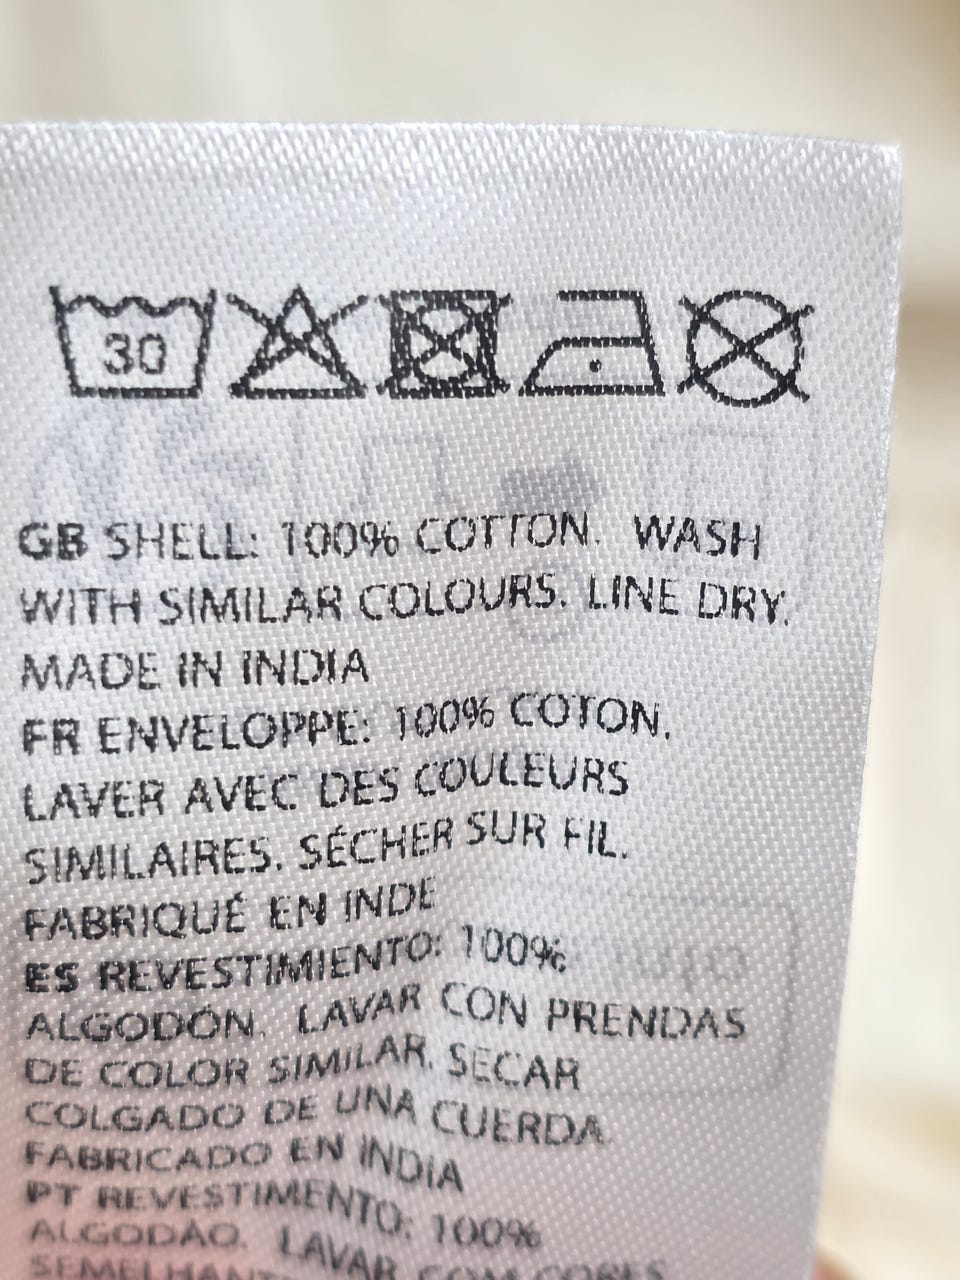 30
GB SHELL: 100% COTTON. WASH
WITH SIMILAR COLOURS. LINE DRY.
MADE IN INDIA
FR ENVELOPPE: 100% COTON.
LAVER AVEC DES COULEURS
SIMILAIRES. SÉCHER SUR FIL.
FABRIQUÉ EN INDE
ES REVESTIMIENTO: 100%
ALGODÓN. LAVAR CON PRENDAS
DE COLOR SIMILAR. SECAR
COLGADO DE UNA CUERDA
FABRICADO EN INDIA
PT REVESTIMENTO: 100%
ALGODÃO. LAVAR COM CORES